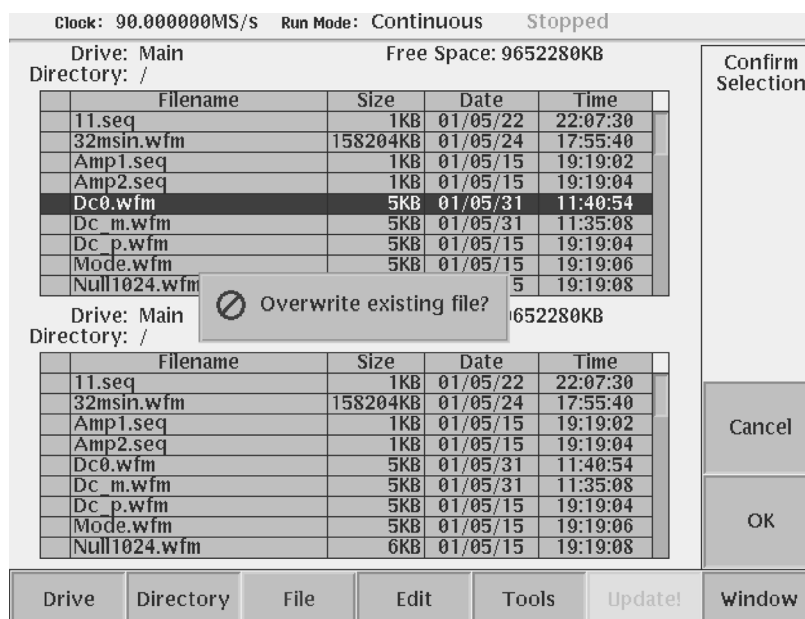 Clock: 90.000000MS/s Run Mode: Continuous Stopped
Drive: Main Free Space: 9652280KB
Directory: /
Filename Size Date Time
11.seq 1KB 01/05/22 22:07:30
32msin.wfm 158204KB 01/05/24 17:55:40
Amp1.seq 1KB 01/05/15 19:19:02
Amp2.seq 1KB 01/05/15 19:19:04
Dc0.wfm 5KB 01/05/31 11:40:54
Dc_m.wfm 5KB 01/05/31 11:35:08
Dc_p.wfm 5KB 01/05/15 19:19:04
Mode.wfm 5KB 01/05/15 19:19:06
Null1024.wfm 5 19:19:08
Overwrite existing file?
Drive: Main 652280KB
Directory: /
Filename Size Date Time
11.seq 1KB 01/05/22 22:07:30
32msin.wfm 158204KB 01/05/24 17:55:40
Amp1.seq 1KB 01/05/15 19:19:02
Amp2.seq 1KB 01/05/15 19:19:04
Dc0.wfm 5KB 01/05/31 11:40:54
Dc_m.wfm 5KB 01/05/31 11:35:08
Dc_p.wfm 5KB 01/05/15 19:19:04
Mode.wfm 5KB 01/05/15 19:19:06
Null1024.wfm 6KB 01/05/15 19:19:08
Confirm
Selection
Cancel
OK
Drive Directory File Edit Tools Update! Window